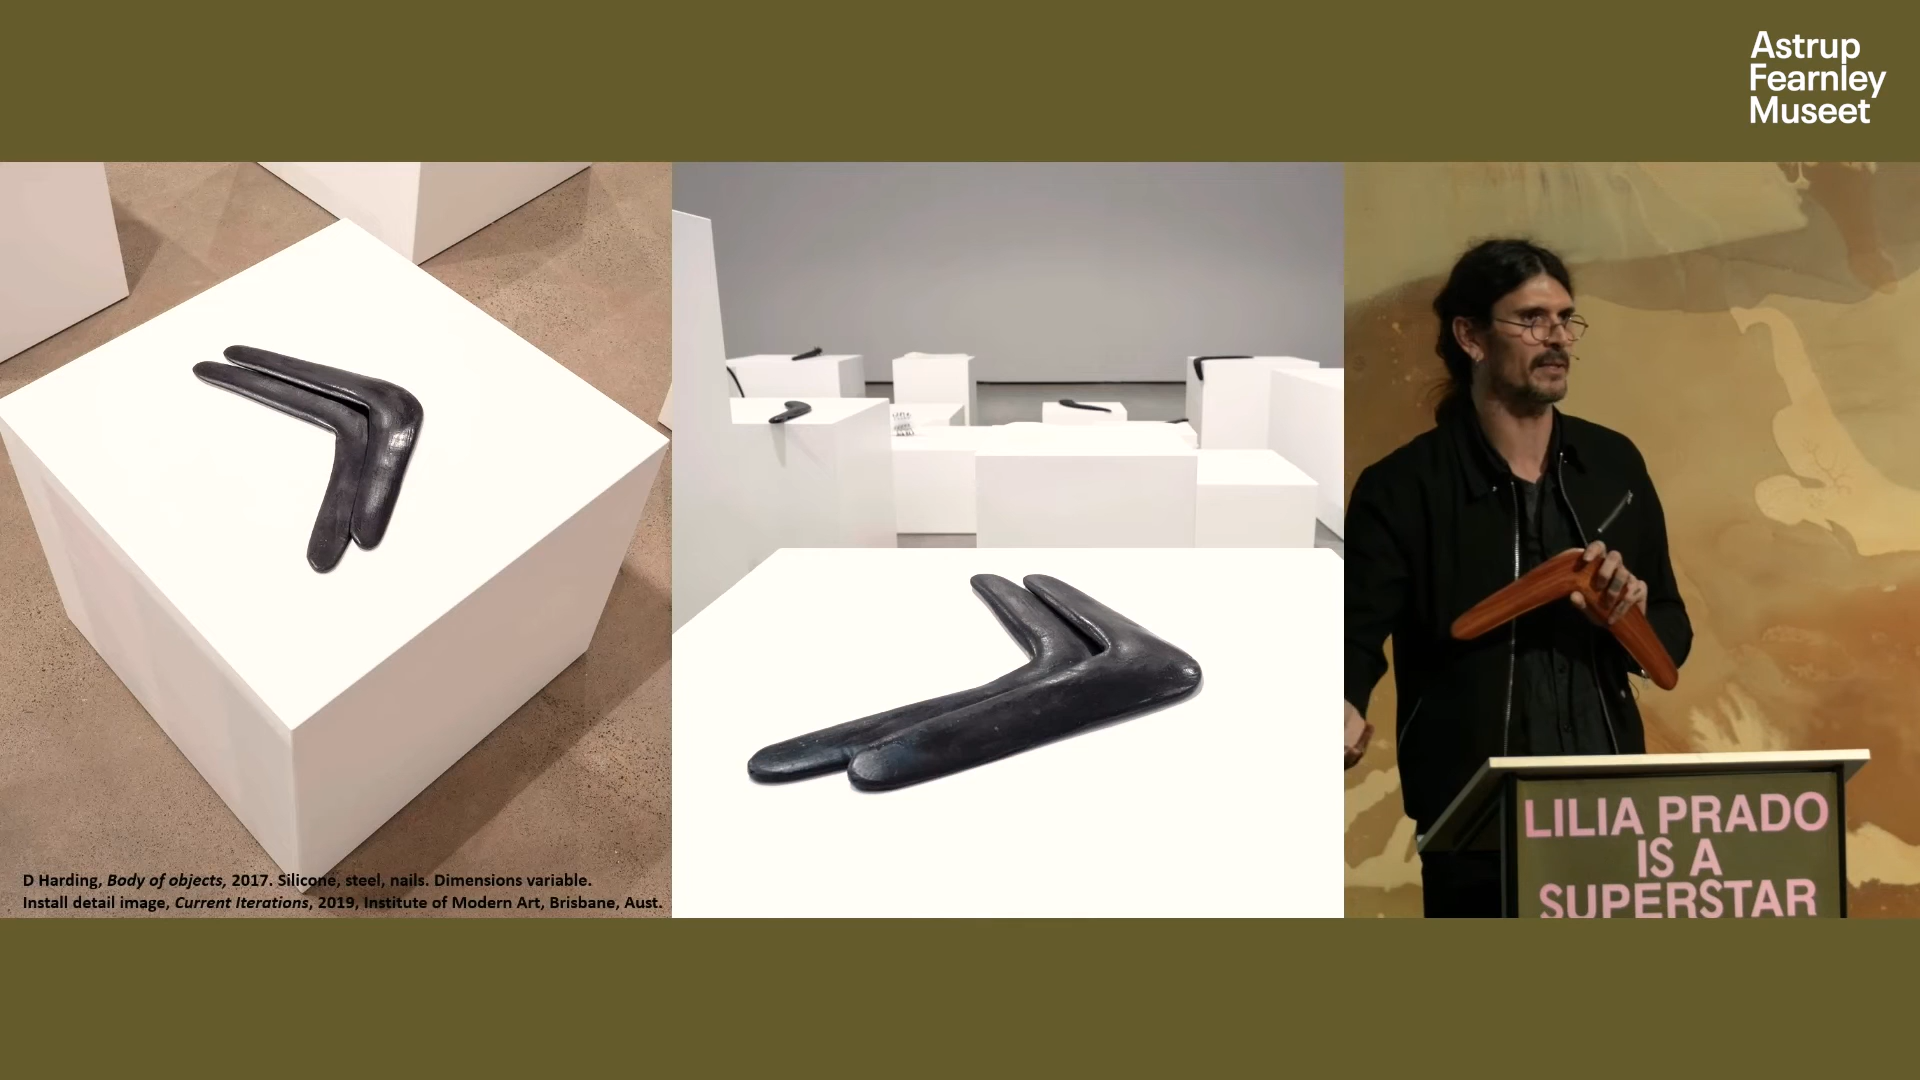 Astrup
Fearnley
Museet
D Harding, Body of objects, 2017. Silicone, steel, nails. Dimensions variable.
Install detail image, Current Iterations, 2019, Institute of Modern Art, Brisbane, Aust.
LILIA PRADO
IS A
SUPERSTAR